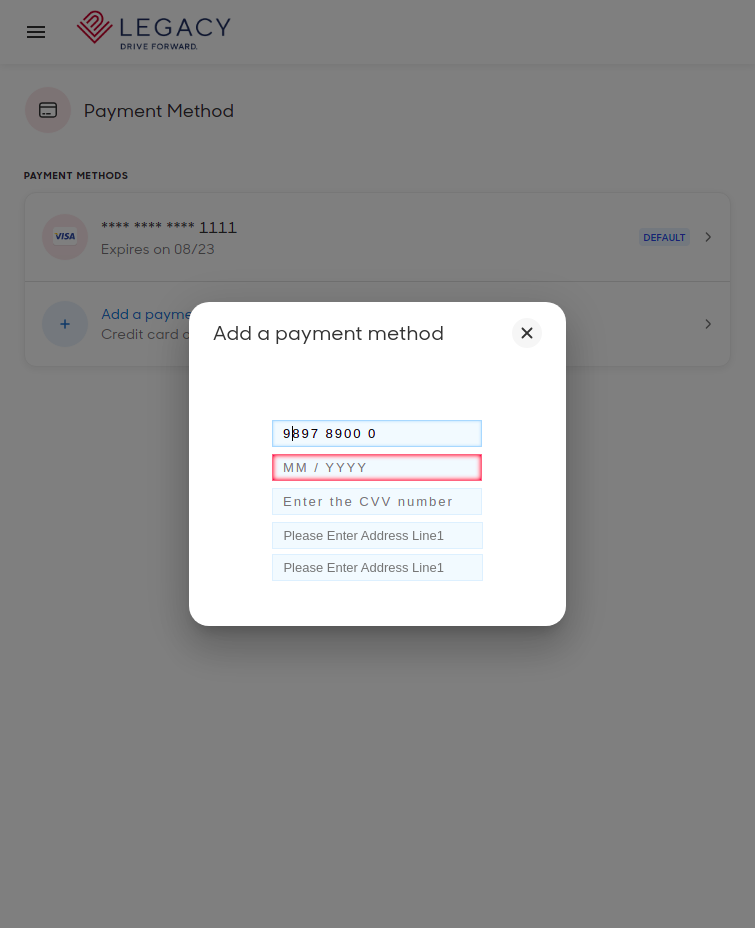 LEGACY
DRIVE FORWARD.
Payment Method
PAYMENT METHODS
VISA
**** **** **** 1111
Expires on 08/23
DEFAULT
Add a payme
Credit card
Add a payment method
9897 8900 0
MM / YYYY
Enter the CVV number
Please Enter Address Line1
Please Enter Address Line1